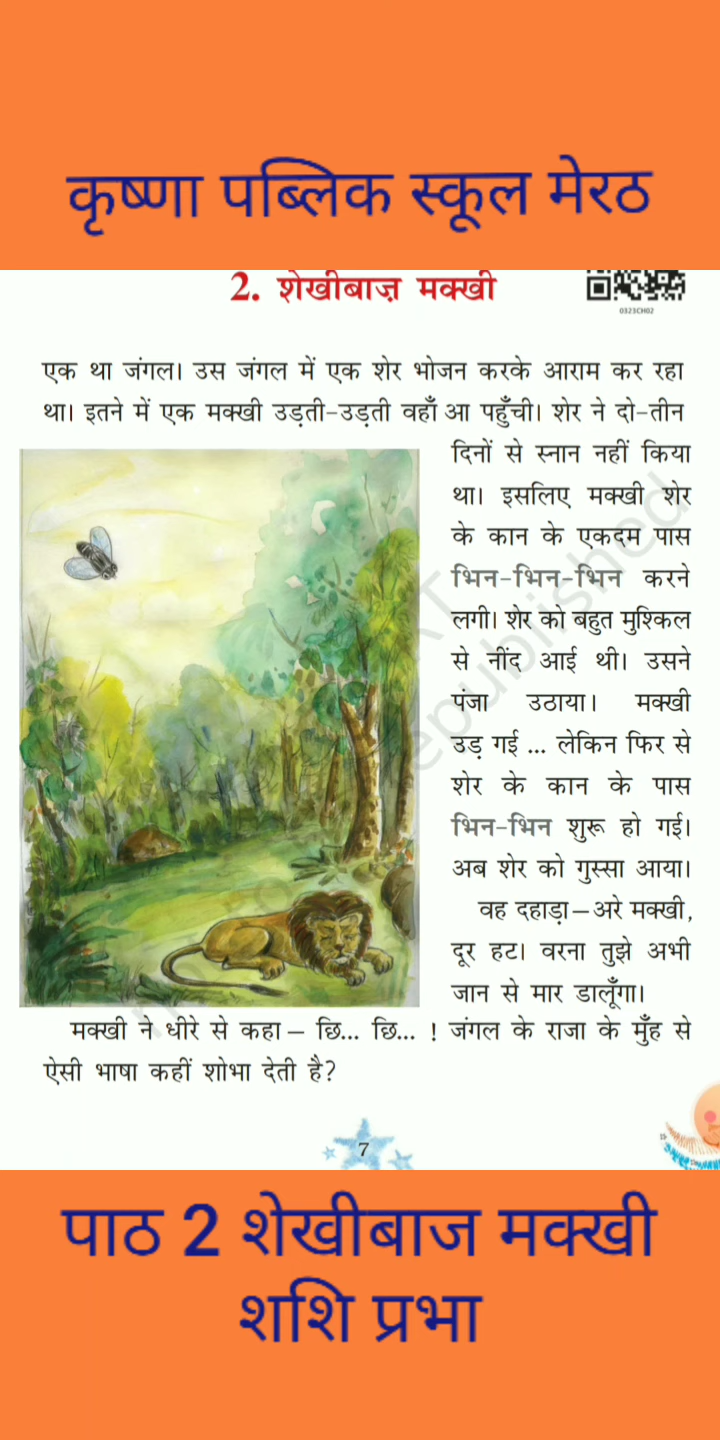 कृष्णा पब्लिक स्कूल मेरठ
2. शेखीबाज़ मक्खी
0323CH02
एक था जंगल। उस जंगल में एक शेर भोजन करके आराम कर रहा
था। इतने में एक मक्खी उड़ती-उड़ती वहाँ आ पहुँची। शेर ने दो-तीन
दिनों से स्नान नहीं किया
था। इसलिए मक्खी शेर
के कान के एकदम पास
भिन-भिन-भिन करने
लगी। शेर को बहुत मुश्किल
से नींद आई थी। उसने
पंजा उठाया। मक्खी
उड़ गई ... लेकिन फिर से
शेर के कान के पास
भिन-भिन शुरू हो गई।
अब शेर को गुस्सा आया।
वह दहाड़ा – अरे मक्खी,
दूर हट। वरना तुझे अभी
जान से मार डालूँगा।
मक्खी ने धीरे से कहा – छि... छि... ! जंगल के राजा के मुँह से
ऐसी भाषा कहीं शोभा देती है?
7
पाठ 2 शेखीबाज मक्खी
शशि प्रभा